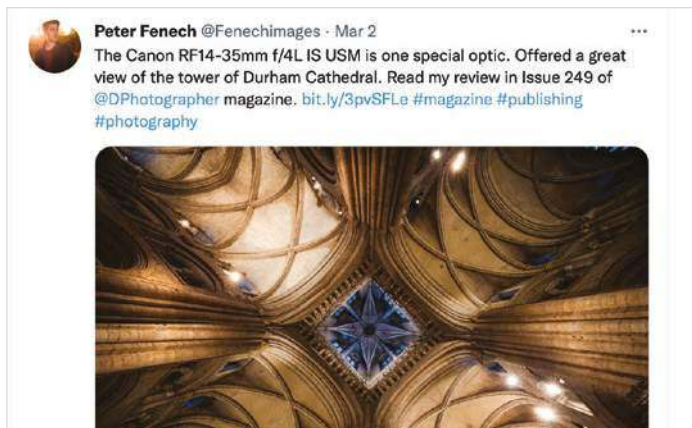 Peter Fenech @Fenechimages · Mar 2
The Canon RF14-35mm f/4L IS USM is one special optic. Offered a great
view of the tower of Durham Cathedral. Read my review in Issue 249 of
@DPhotographer magazine. bit.ly/3pvSFLe #magazine #publishing
#photography